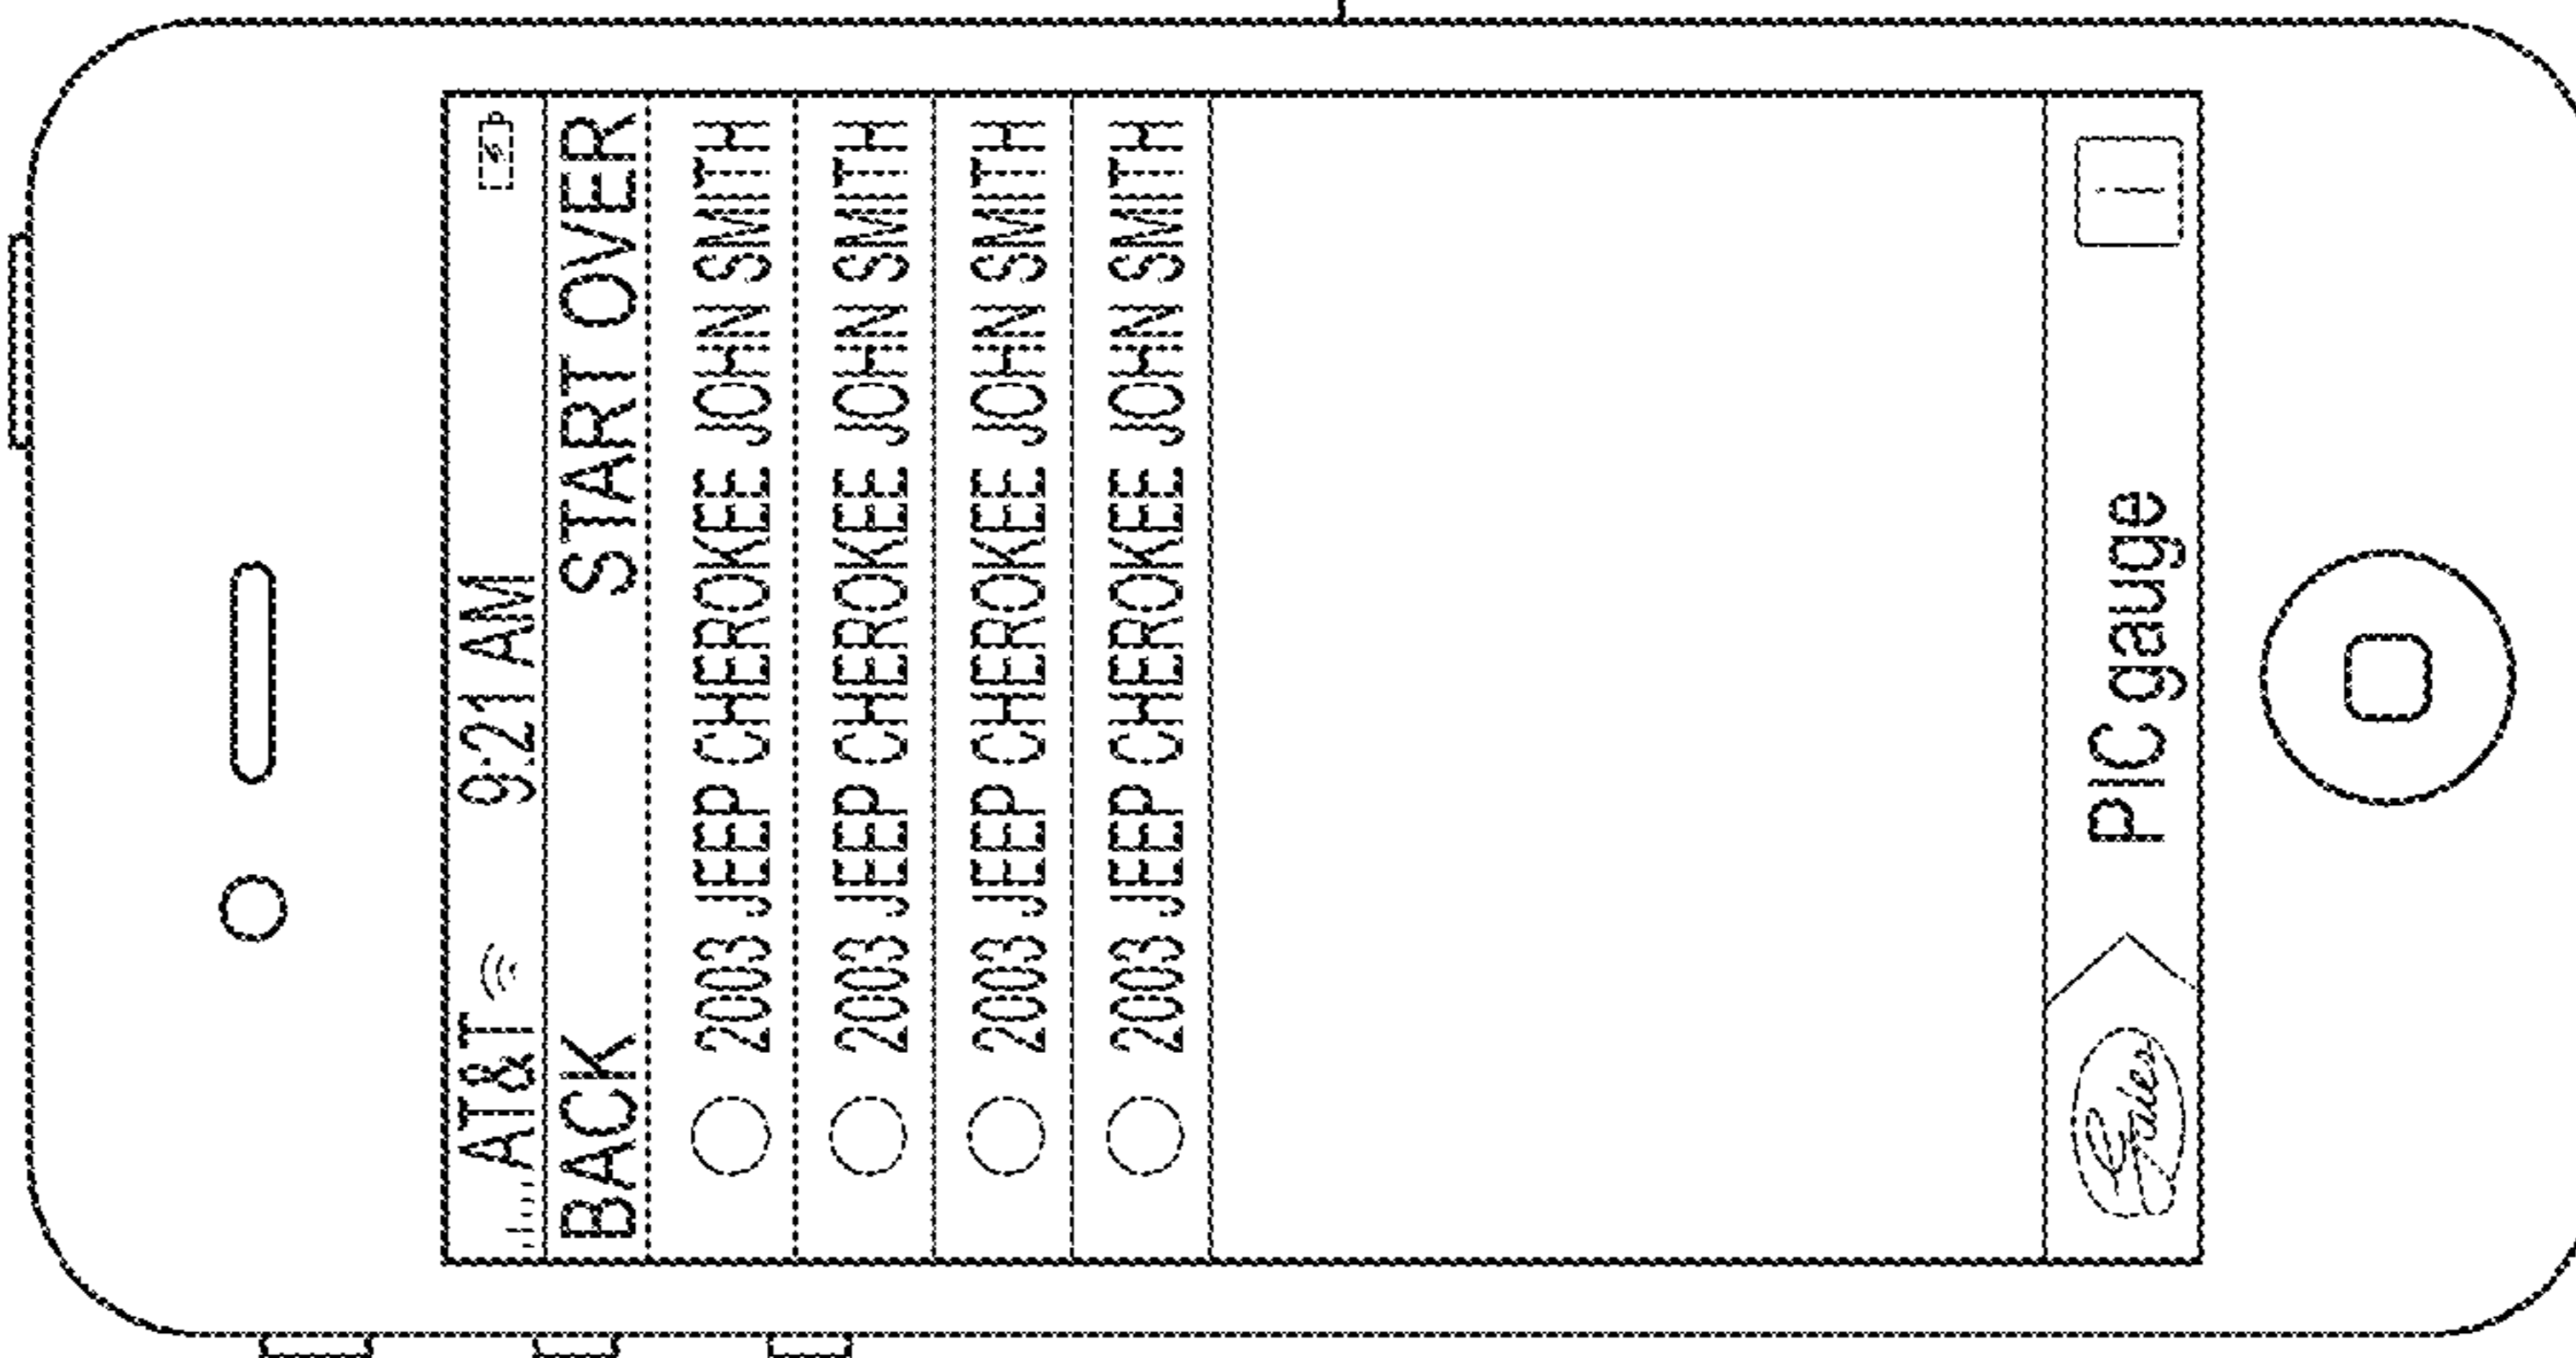 AT&T 9:21 AM
BACK START OVER
2003 JEEP CHEROKEE JOHN SMITH
2003 JEEP CHEROKEE JOHN SMITH
2003 JEEP CHEROKEE JOHN SMITH
2003 JEEP CHEROKEE JOHN SMITH
Gates PIC gauge